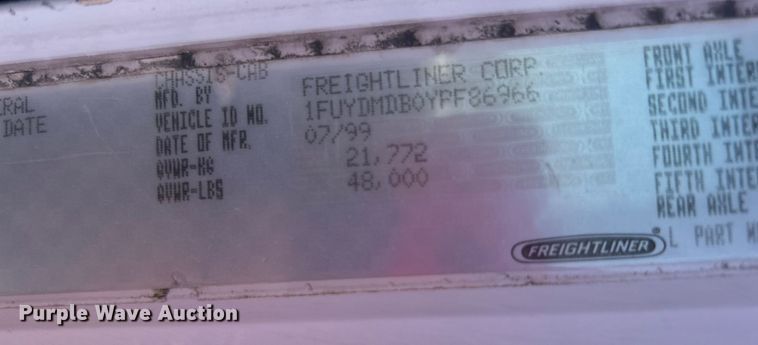 CHASSIS-CAB
ERAL
DATE
MFD. BY FREIGHTLINER CORP.
VEHICLE ID NO. 1FUYDMDB0YPF86966
DATE OF MFR. 07/99
GVWR-KG 21,772
GVWR-LBS 48,000
FRONT AXLE
FIRST INTER
SECOND INTE
THIRD INTER
FOURTH INTE
FIFTH INTE
REAR AXLE
FREIGHTLINER® L PART N
Purple Wave Auction